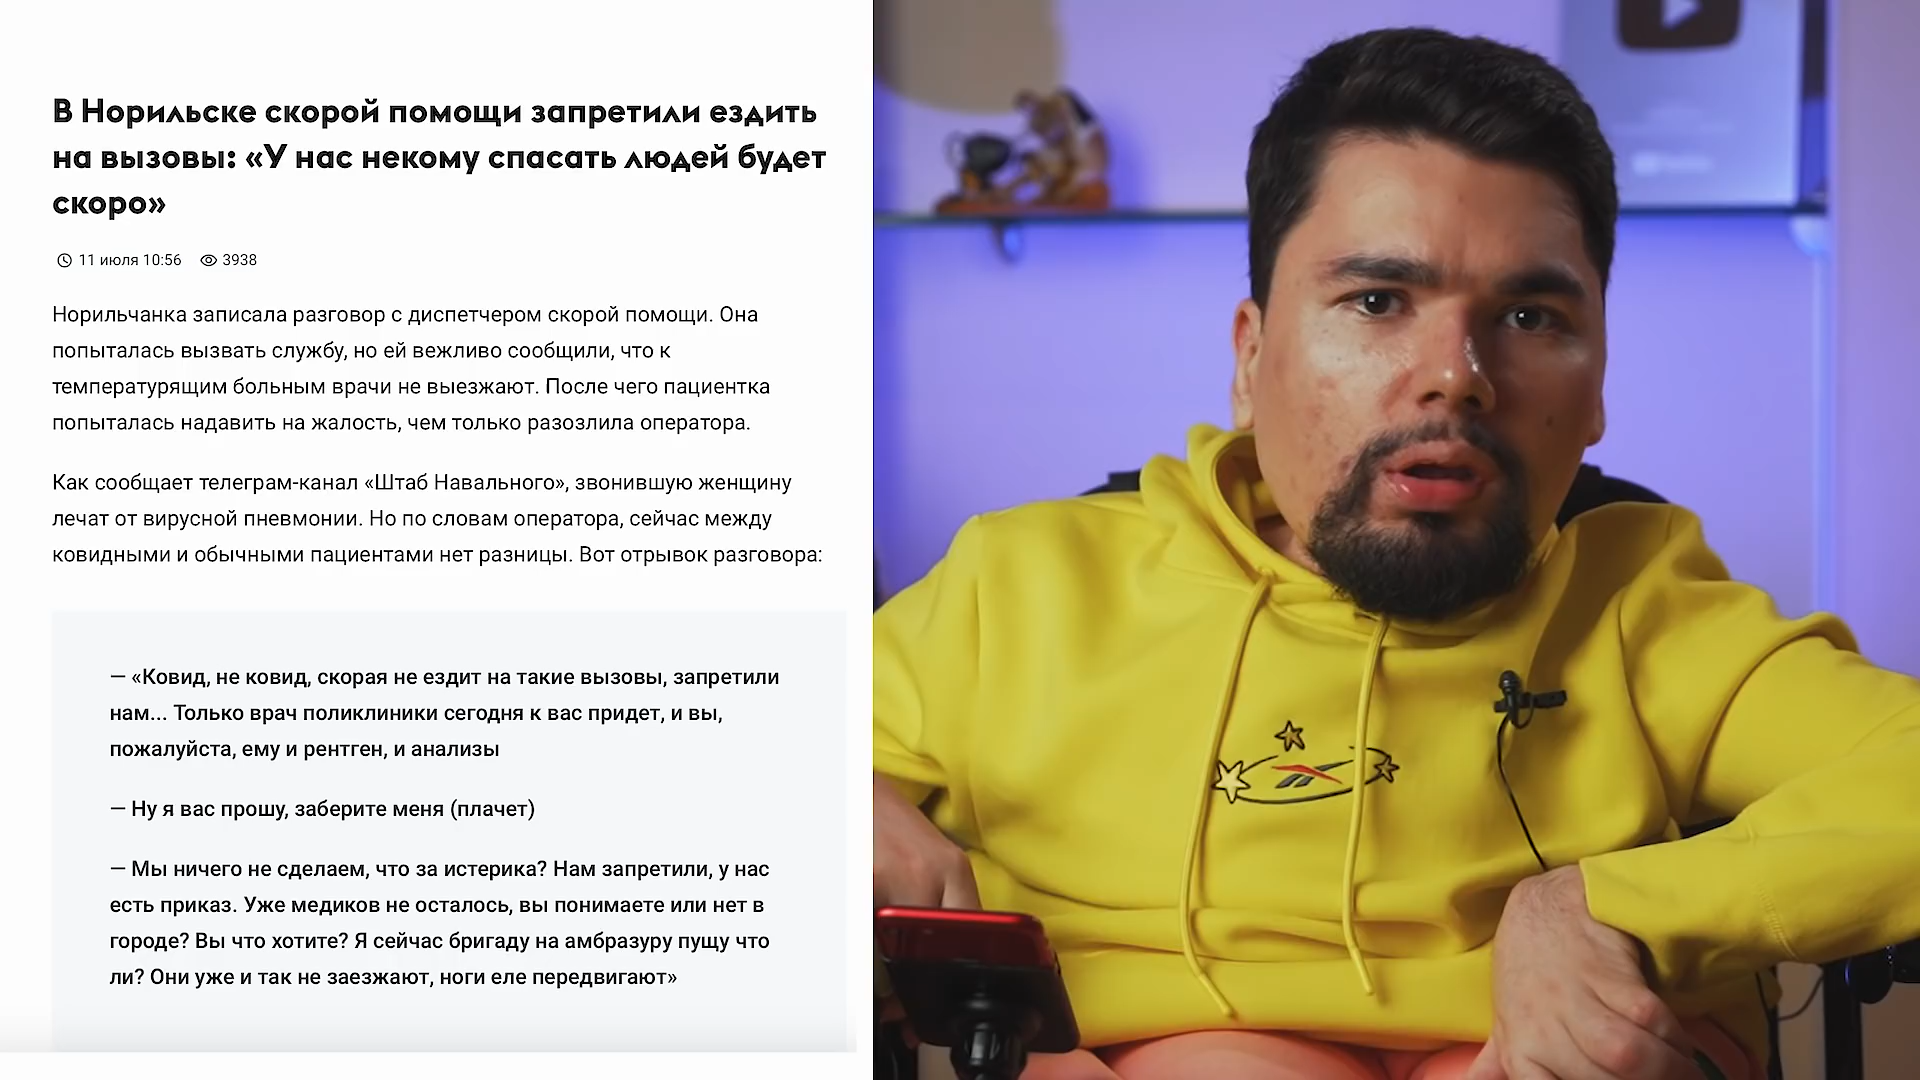 В Норильске скорой помощи запретили ездить
на вызовы: «У нас некому спасать людей будет
скоро»
11 июля 10:56 3938
Норильчанка записала разговор с диспетчером скорой помощи. Она
попыталась вызвать службу, но ей вежливо сообщили, что к
температурящим больным врачи не выезжают. После чего пациентка
попыталась надавить на жалость, чем только разозлила оператора.
Как сообщает телеграм-канал «Штаб Навального», звонившую женщину
лечат от вирусной пневмонии. Но по словам оператора, сейчас между
ковидными и обычными пациентами нет разницы. Вот отрывок разговора:
— «Ковид, не ковид, скорая не ездит на такие вызовы, запретили
нам... Только врач поликлиники сегодня к вас придет, и вы,
пожалуйста, ему и рентген, и анализы
— Ну я вас прошу, заберите меня (плачет)
— Мы ничего не сделаем, что за истерика? Нам запретили, у нас
есть приказ. Уже медиков не осталось, вы понимаете или нет в
городе? Вы что хотите? Я сейчас бригаду на амбразуру пущу что
ли? Они уже и так не заезжают, ноги еле передвигают»